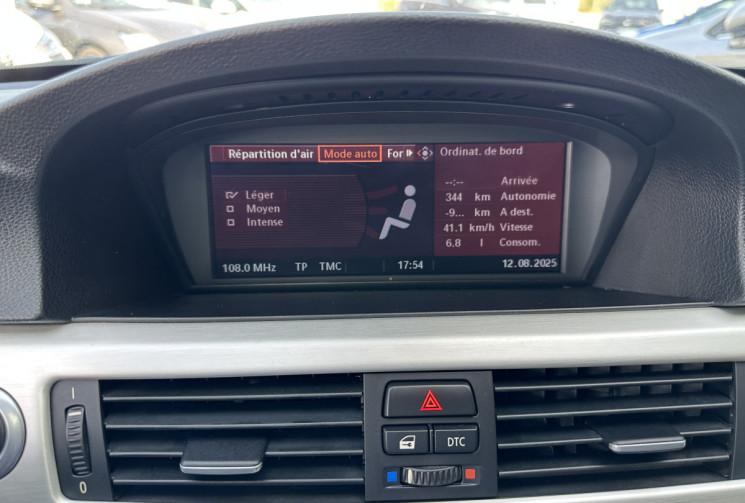 Répartition d'air Mode auto For
Léger
Moyen
Intense
Ordinat. de bord
--:-- Arrivée
344 km Autonomie
-9... km A dest.
41.1 km/h Vitesse
6.8 l Consom.
108.0 MHz TP TMC 17:54 12.08.2025
I
0
DTC